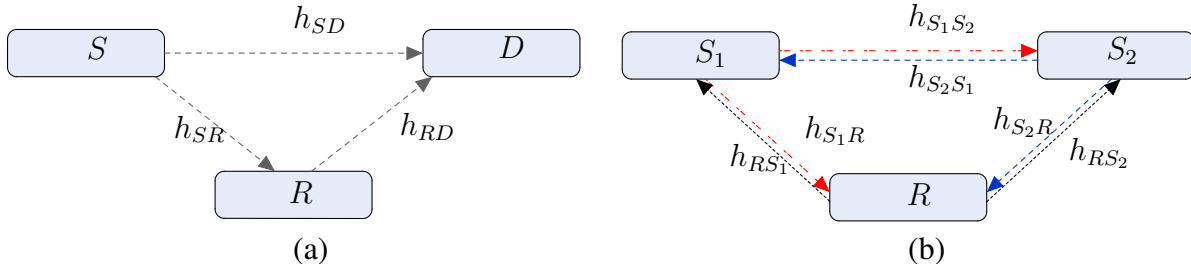 h_{SD}
S
D
h_{SR}
h_{RD}
R
(a)
h_{S_1S_2}
S_1
S_2
h_{S_2S_1}
h_{S_1R}
h_{S_2R}
h_{RS_1}
h_{RS_2}
R
(b)